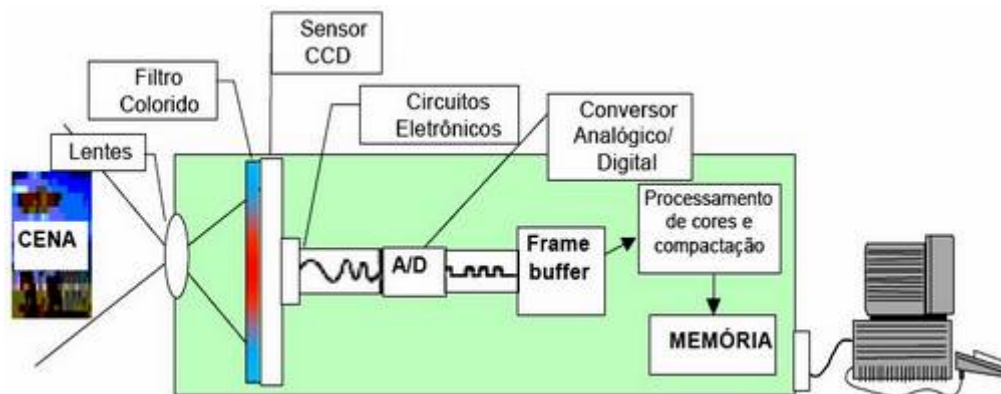 Sensor
CCD
Filtro
Colorido
Circuitos
Eletrônicos
Conversor
Analógico/
Digital
Lentes
CENA
A/D
Frame
buffer
Processamento
de cores e
compactação
MEMÓRIA